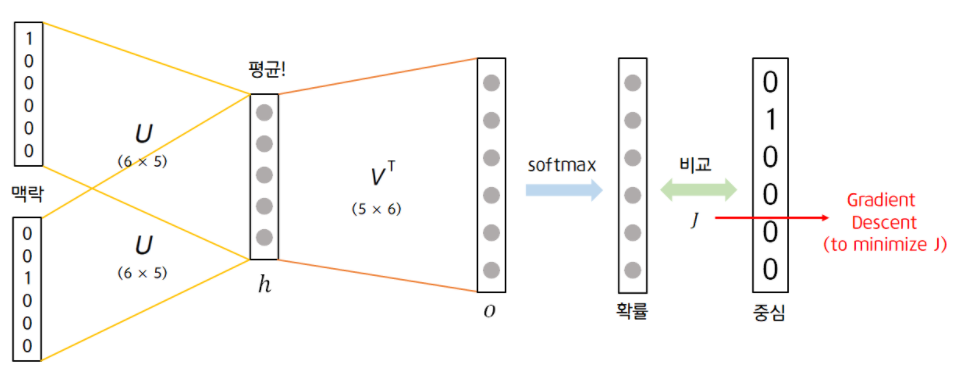 1
0
0
0
0
0
맥락
0
0
1
0
0
0
U
(6 × 5)
U
(6 × 5)
평균!
h
V^T
(5 × 6)
o
softmax
확률
비교
J
0
1
0
0
0
0
중심
Gradient
Descent
(to minimize J)